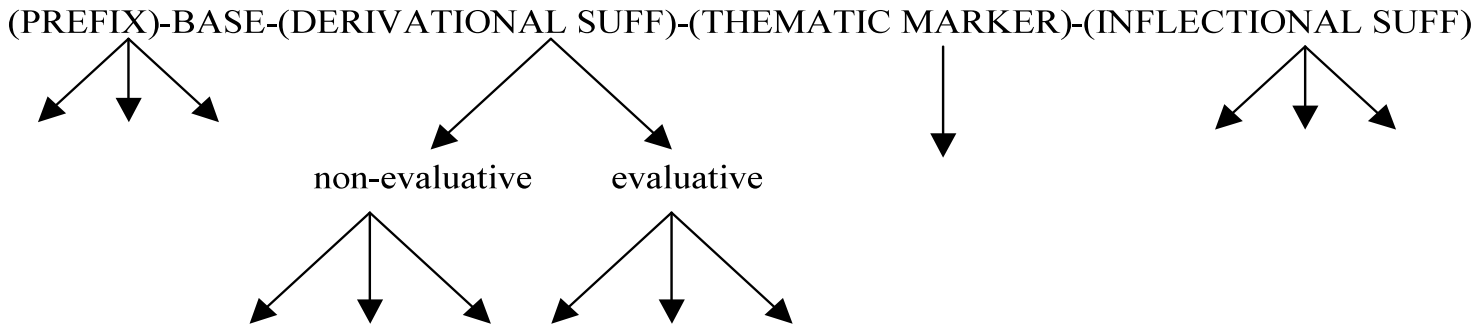 (PREFIX)-BASE-(DERIVATIONAL SUFF)-(THEMATIC MARKER)-(INFLECTIONAL SUFF)
non-evaluative evaluative